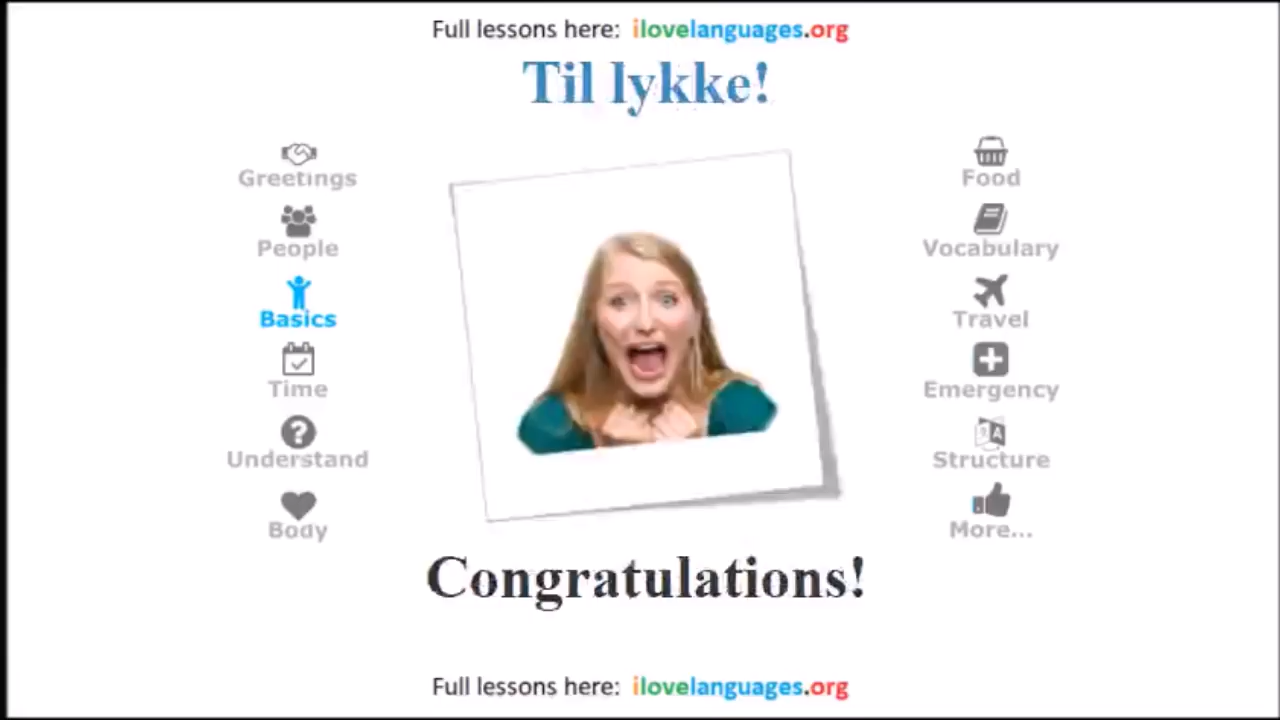 Full lessons here: ilovelanguages.org
Til lykke!
Greetings
People
Basics
Time
Understand
Body
Food
Vocabulary
Travel
Emergency
Structure
More...
Congratulations!
Full lessons here: ilovelanguages.org